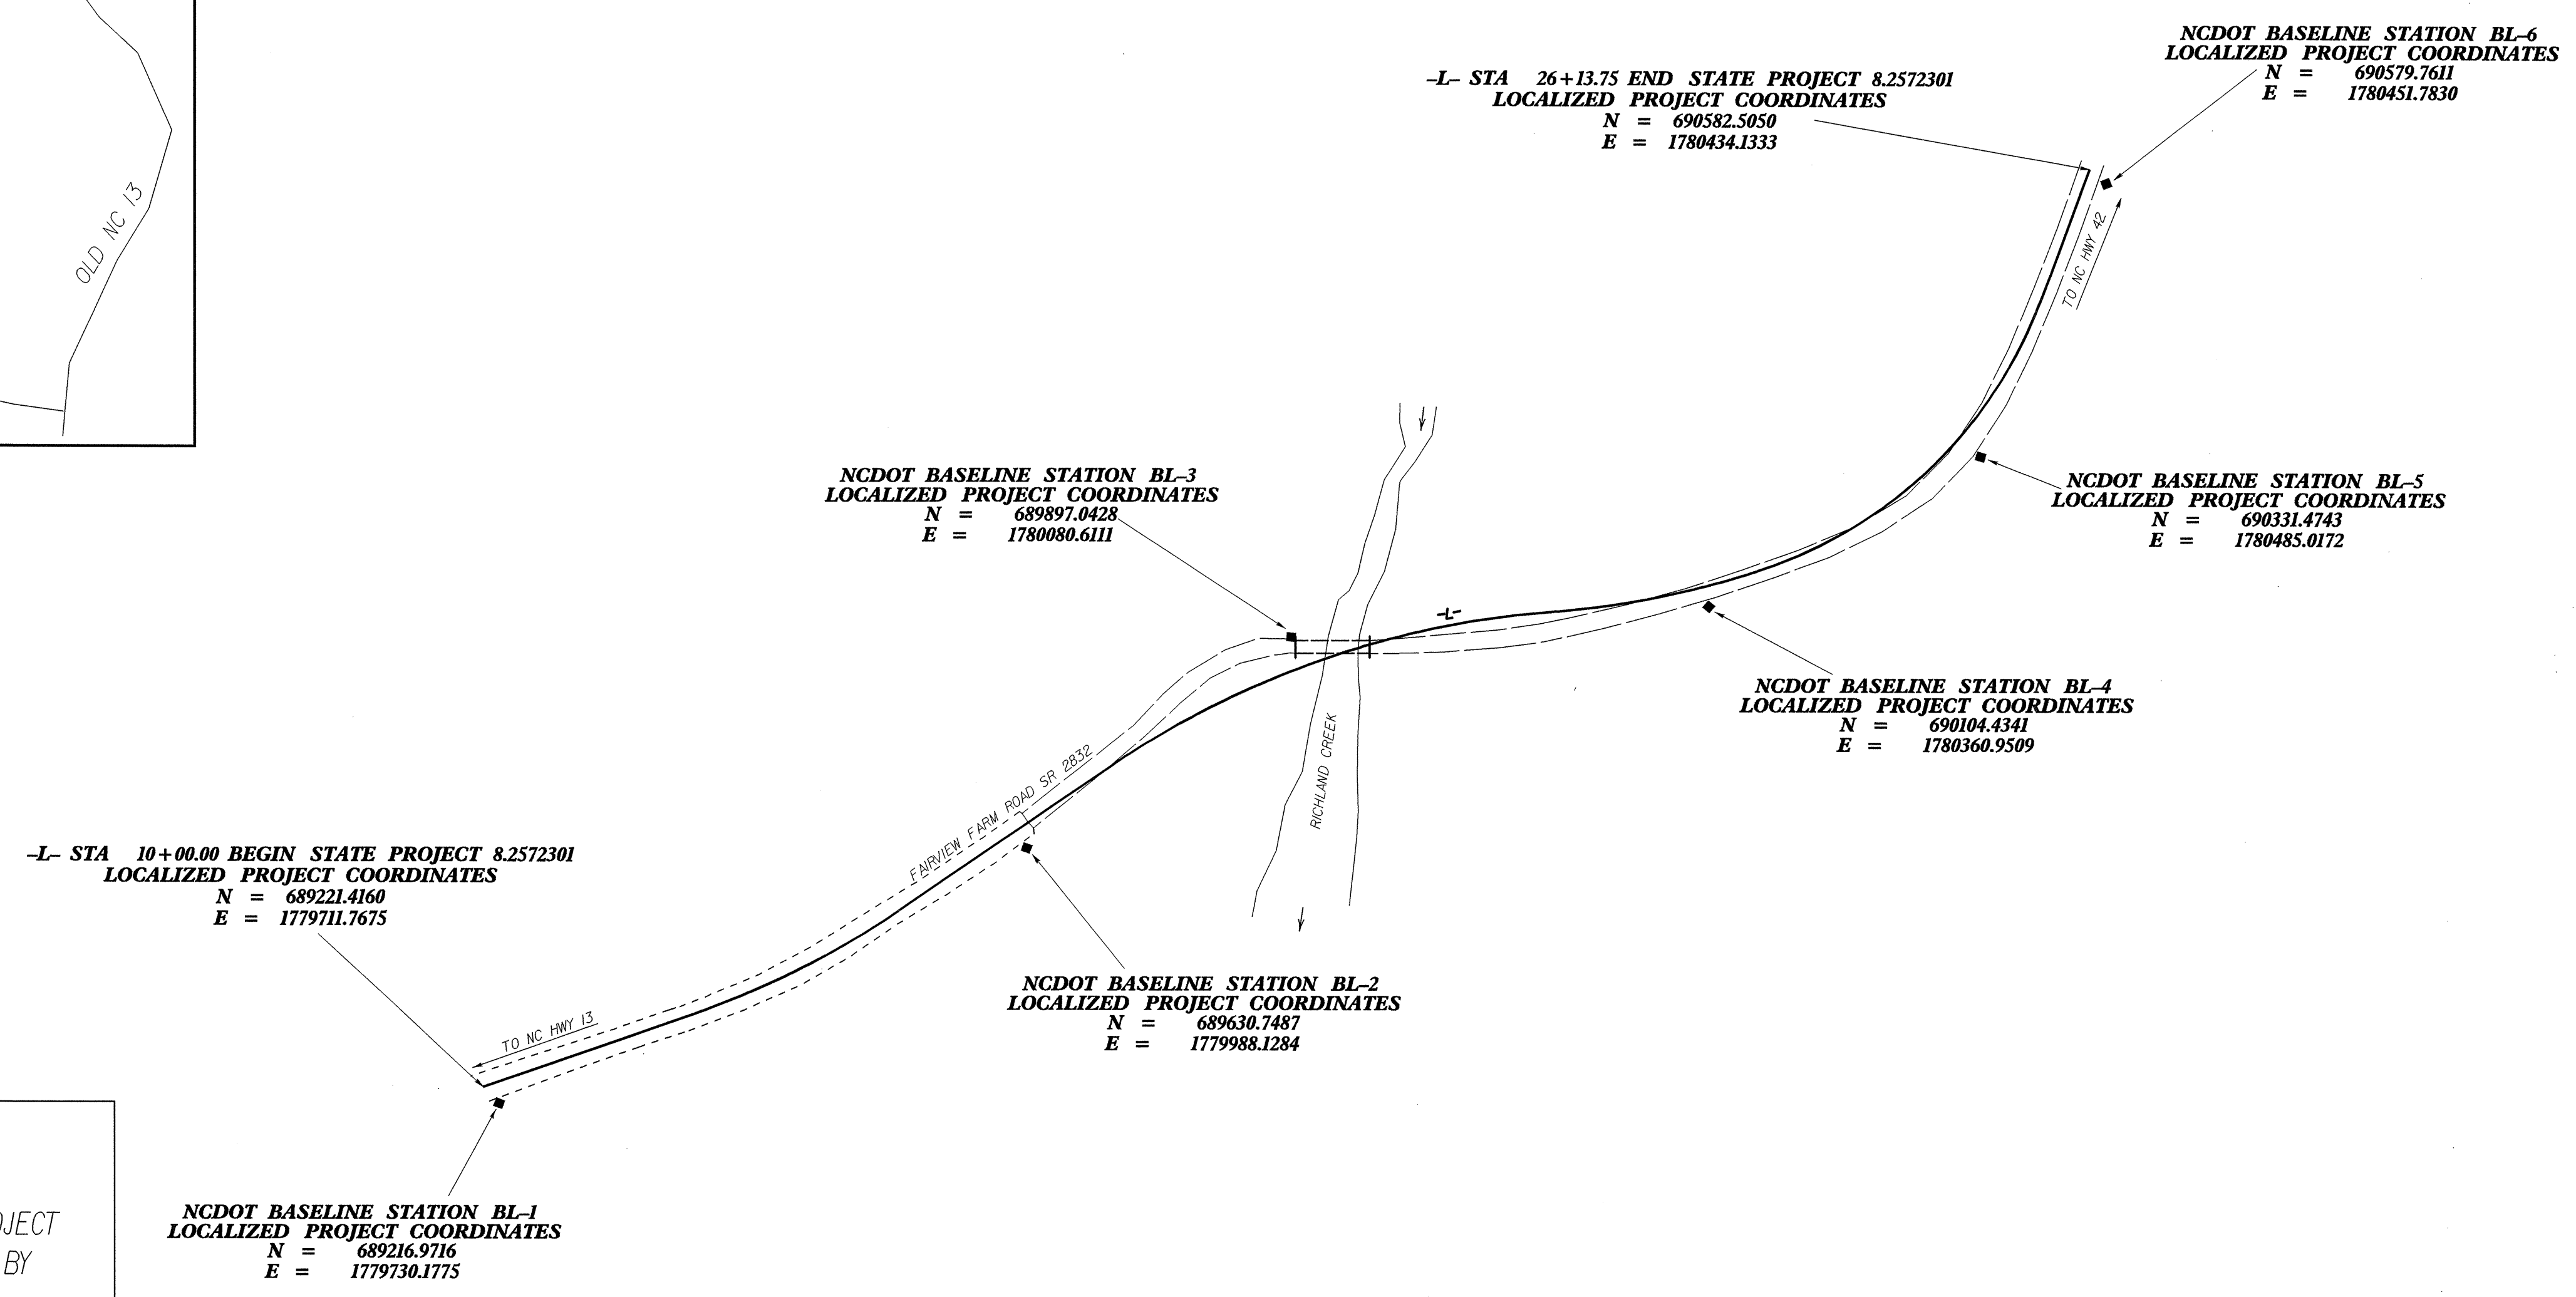 OLD NC 13
NCDOT BASELINE STATION BL-6
LOCALIZED PROJECT COORDINATES
N = 690579.7611
E = 1780451.7830
-L- STA 26+13.75 END STATE PROJECT 8.2572301
LOCALIZED PROJECT COORDINATES
N = 690582.5050
E = 1780434.1333
TO NC HWY 42
NCDOT BASELINE STATION BL-3
LOCALIZED PROJECT COORDINATES
N = 689897.0428
E = 1780080.6111
NCDOT BASELINE STATION BL-5
LOCALIZED PROJECT COORDINATES
N = 690331.4743
E = 1780485.0172
-L-
NCDOT BASELINE STATION BL-4
LOCALIZED PROJECT COORDINATES
N = 690104.4341
E = 1780360.9509
RICHLAND CREEK
FAIRVIEW FARM ROAD SR 2832
-L- STA 10+00.00 BEGIN STATE PROJECT 8.2572301
LOCALIZED PROJECT COORDINATES
N = 689221.4160
E = 1779711.7675
NCDOT BASELINE STATION BL-2
LOCALIZED PROJECT COORDINATES
N = 689630.7487
E = 1779988.1284
TO NC HWY 13
NCDOT BASELINE STATION BL-1
LOCALIZED PROJECT COORDINATES
N = 689216.9716
E = 1779730.1775
JECT
BY